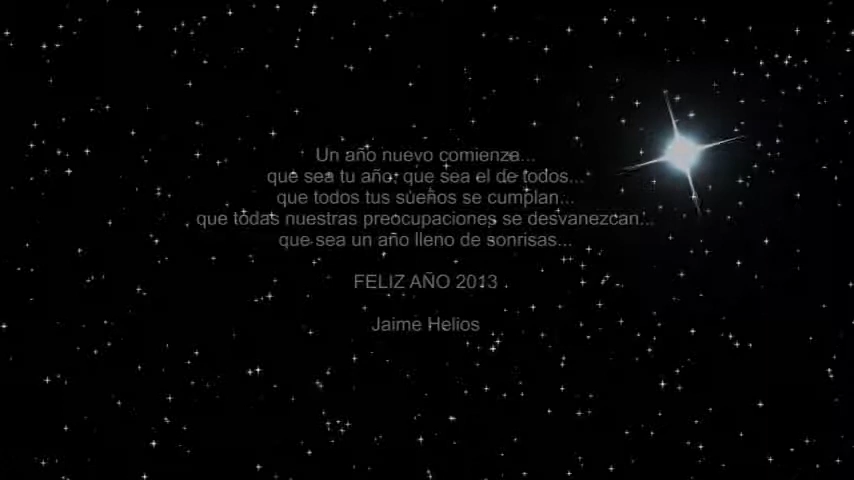 Un año nuevo comienza...
que sea tu año, que sea el de todos...
que todos tus sueños se cumplan...
que todas nuestras preocupaciones se desvanezcan...
que sea un año lleno de sonrisas...
FELIZ AÑO 2013
Jaime Helios